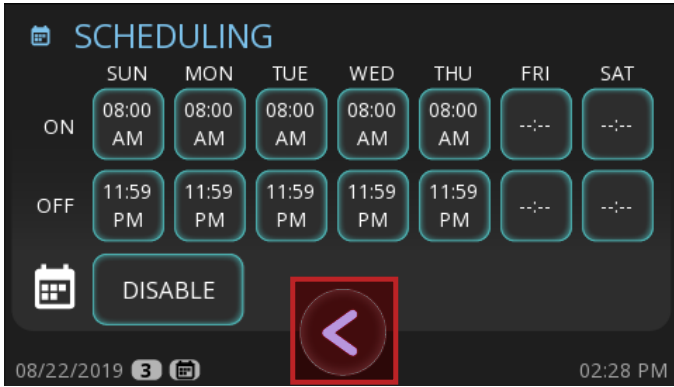 SCHEDULING
SUN MON TUE WED THU FRI SAT
ON 08:00 AM 08:00 AM 08:00 AM 08:00 AM 08:00 AM --:-- --:--
OFF 11:59 PM 11:59 PM 11:59 PM 11:59 PM 11:59 PM --:-- --:--
DISABLE
<
08/22/2019 3 02:28 PM